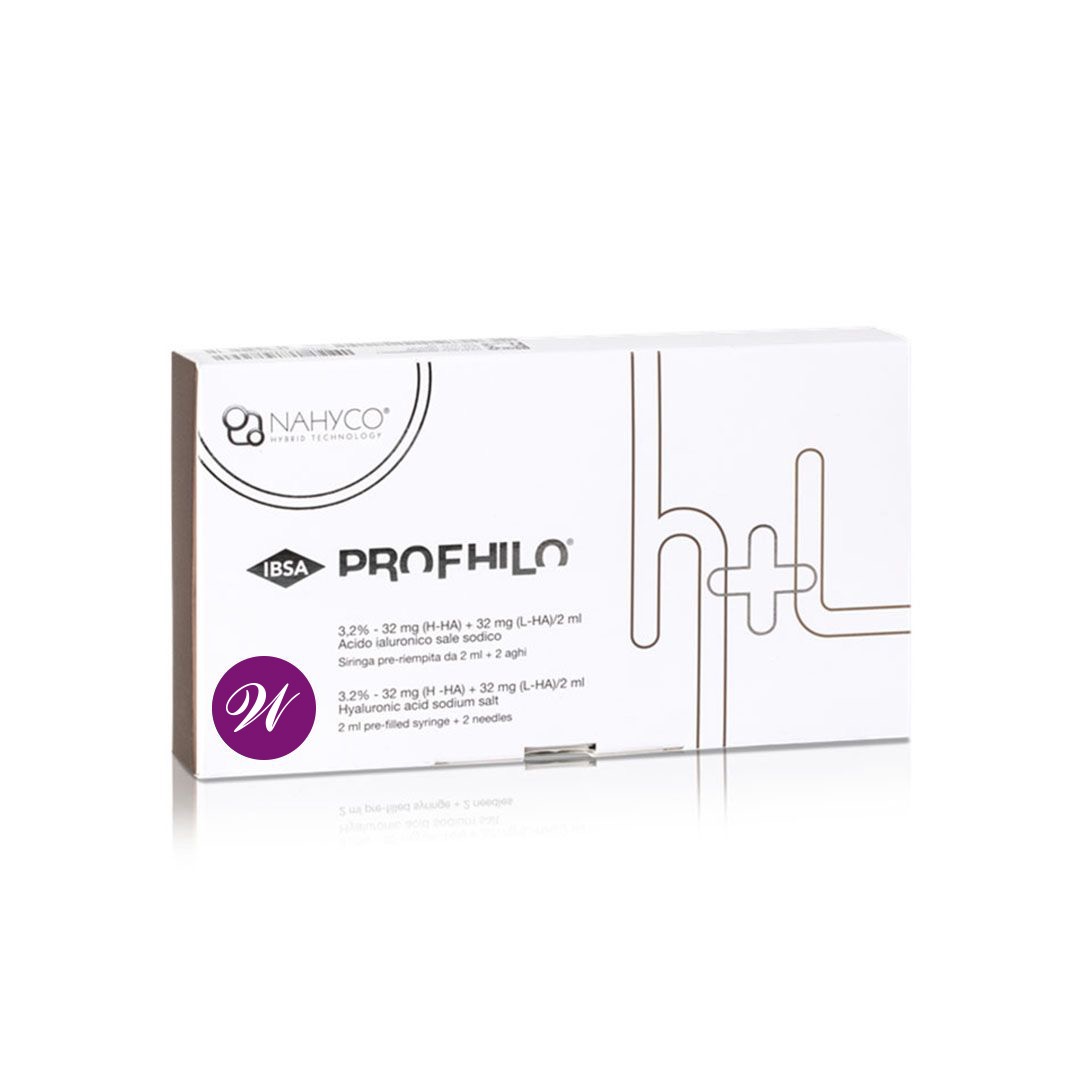 NAHYCO®
HYBRID TECHNOLOGY
IBSA PROFHILO®
h+L
3,2% - 32 mg (H-HA) + 32 mg (L-HA)/2 ml
Acido ialuronico sale sodico
Siringa pre-riempita da 2 ml + 2 aghi
3.2% - 32 mg (H -HA) + 32 mg (L-HA)/2 ml
Hyaluronic acid sodium salt
2 ml pre-filled syringe + 2 needles
W